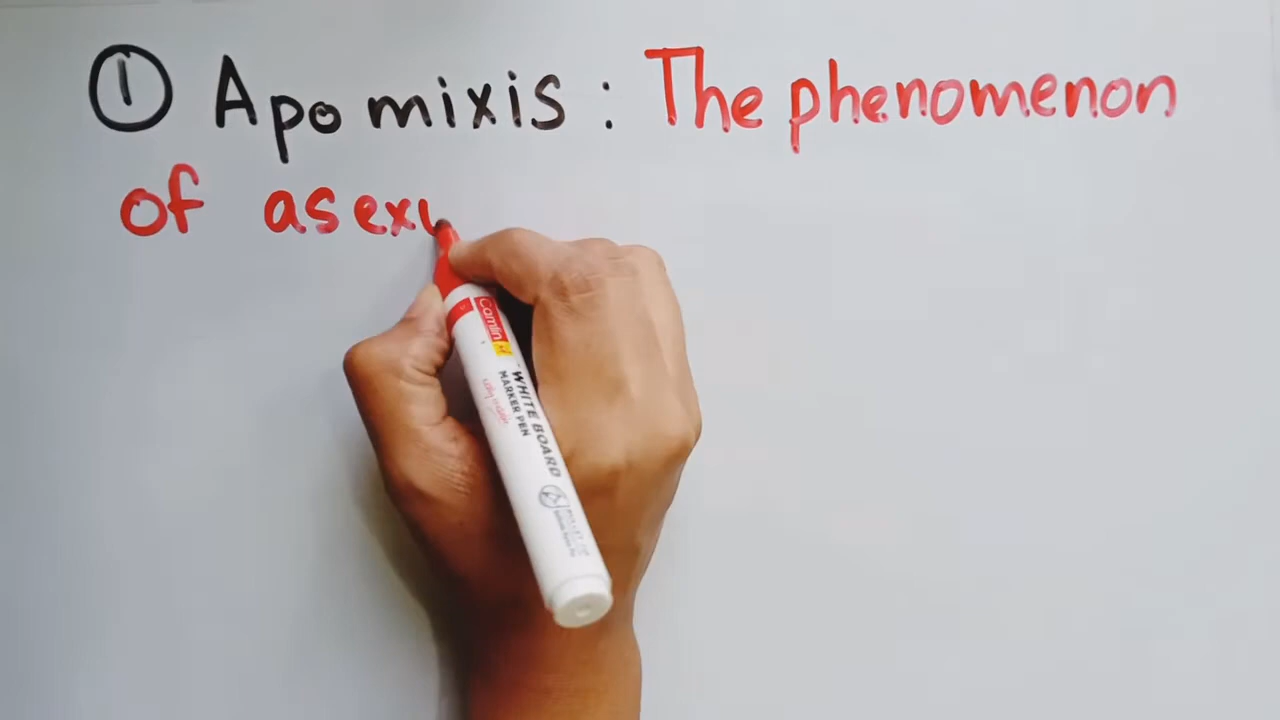 ① Apomixis : The phenomenon
of asexu
Camlin
WHITE BOARD
MARKER PEN